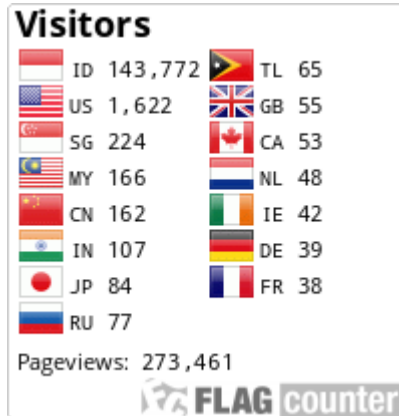 Visitors
ID 143,772 TL 65
US 1,622 GB 55
SG 224 CA 53
MY 166 NL 48
CN 162 IE 42
IN 107 DE 39
JP 84 FR 38
RU 77
Pageviews: 273,461
FLAG counter